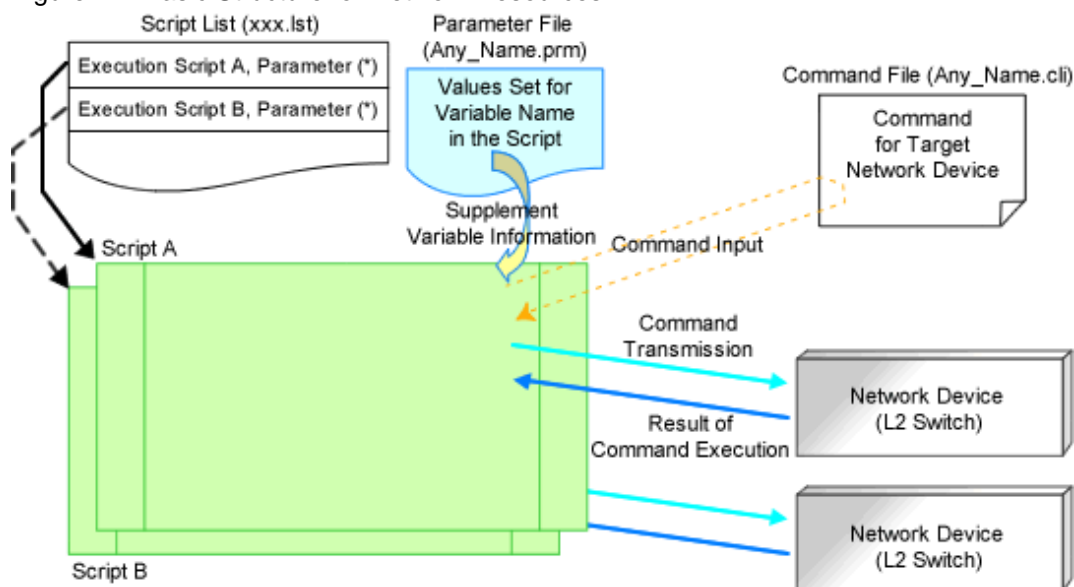 Script List (xxx.lst)
Execution Script A, Parameter (*)
Execution Script B, Parameter (*)
Parameter File
(Any_Name.prm)
Values Set for
Variable Name
in the Script
Command File (Any_Name.cli)
Command
for Target
Network Device
Supplement
Variable Information
Command Input
Script A
Command
Transmission
Network Device
(L2 Switch)
Result of
Command Execution
Network Device
(L2 Switch)
Script B